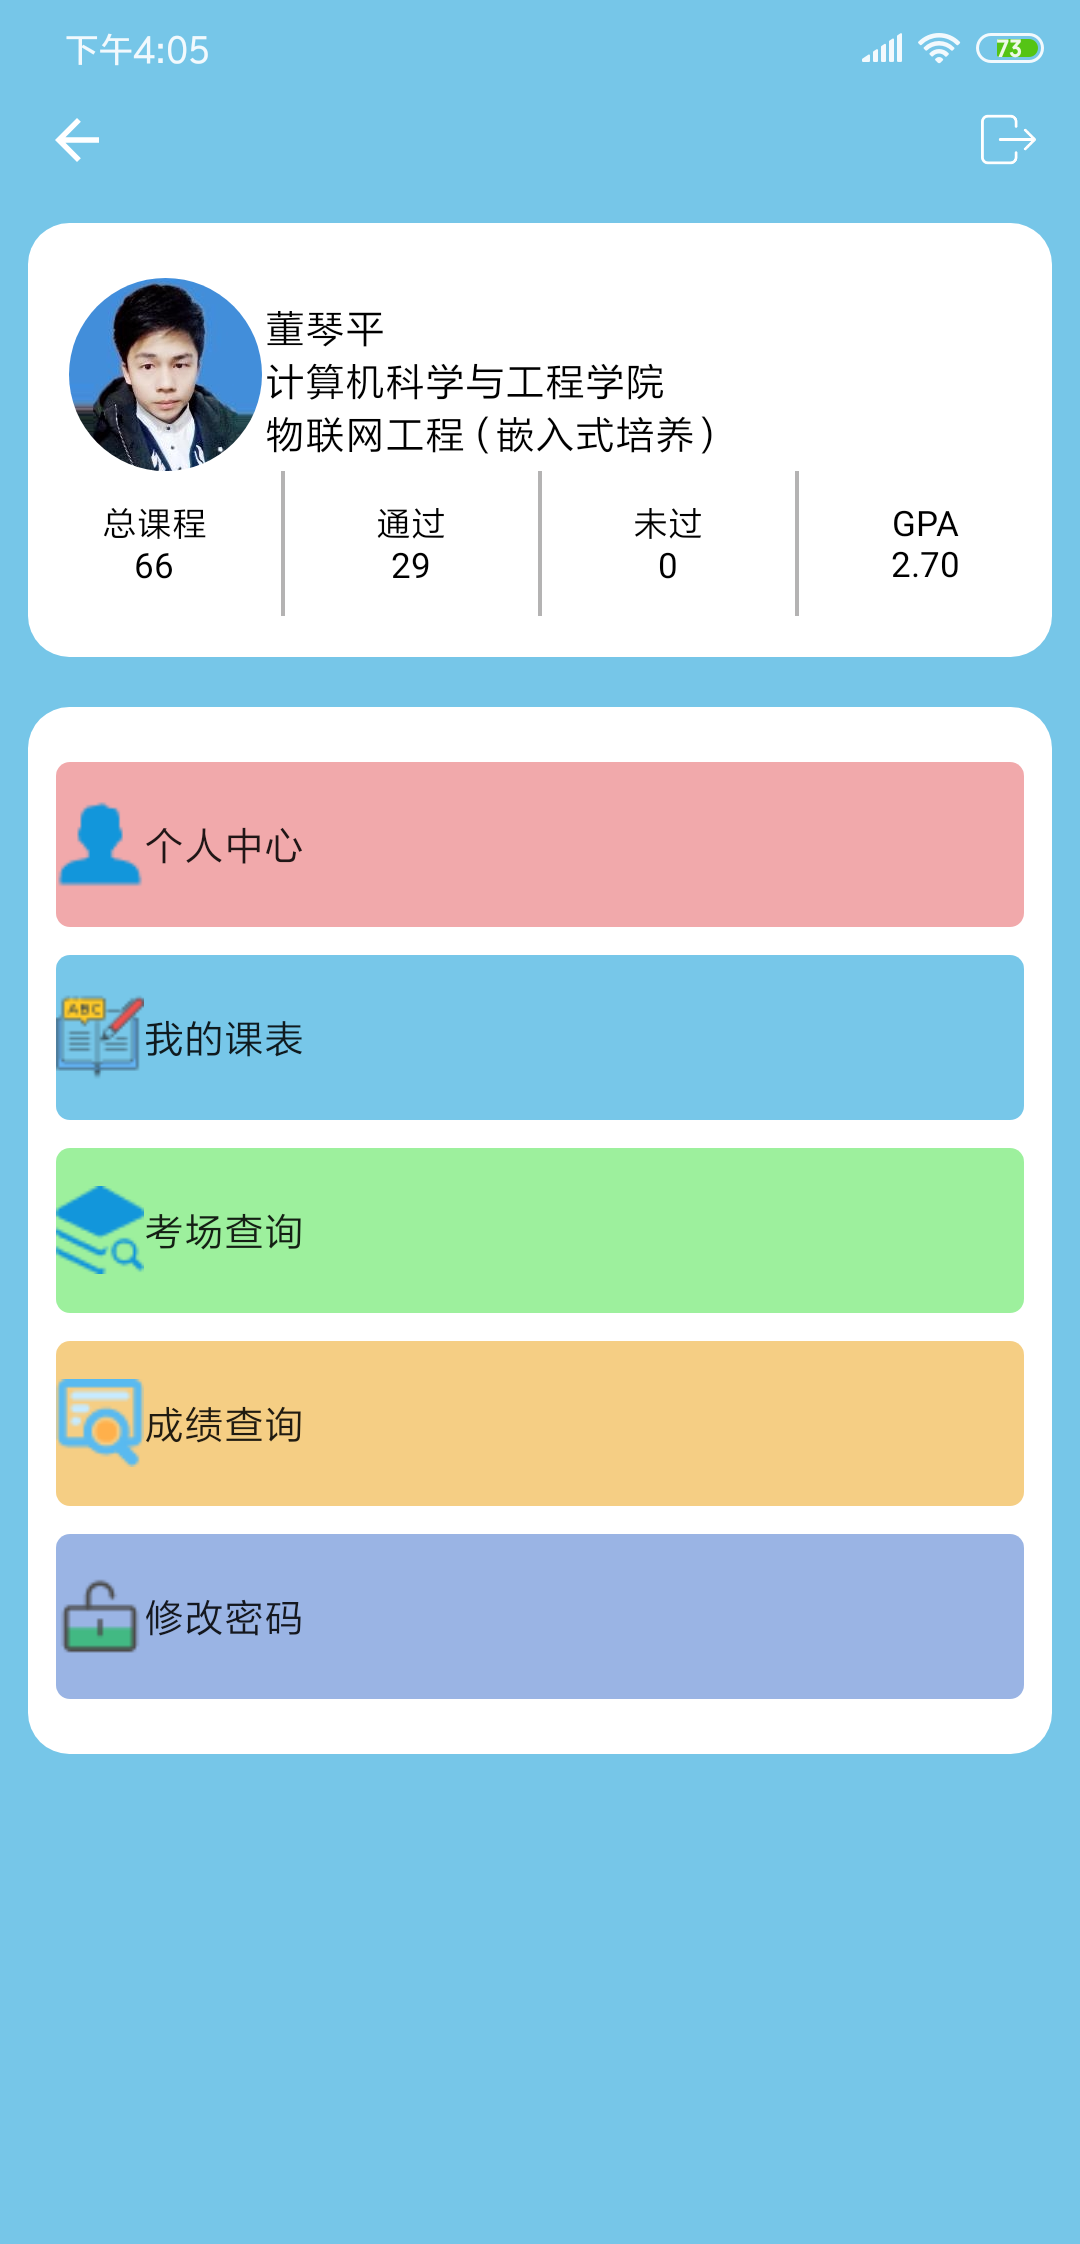 下午4:05
73
董琴平
计算机科学与工程学院
物联网工程（嵌入式培养）
总课程
66
通过
29
未过
0
GPA
2.70
个人中心
ABC
我的课表
考场查询
成绩查询
修改密码